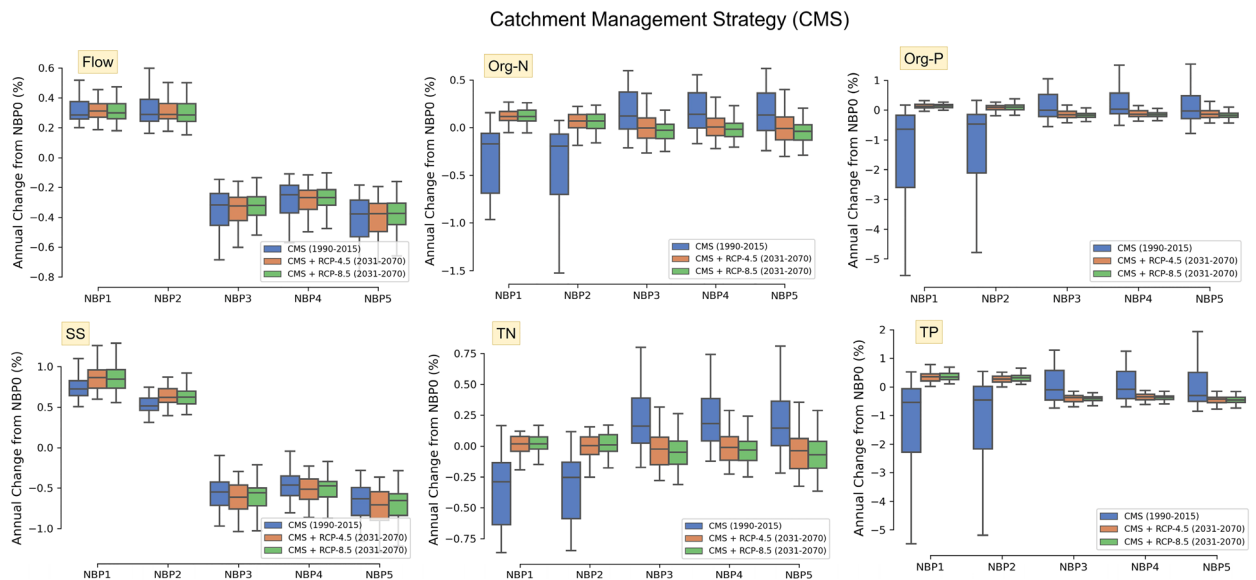 Catchment Management Strategy (CMS)
Flow
Annual Change from NBP0 (%)
0.6
0.4
0.2
0.0
−0.2
−0.4
−0.6
−0.8
CMS (1990-2015)
CMS + RCP-4.5 (2031-2070)
CMS + RCP-8.5 (2031-2070)
NBP1 NBP2 NBP3 NBP4 NBP5
Org-N
Annual Change from NBP0 (%)
0.5
0.0
−0.5
−1.0
−1.5
CMS (1990-2015)
CMS + RCP-4.5 (2031-2070)
CMS + RCP-8.5 (2031-2070)
NBP1 NBP2 NBP3 NBP4 NBP5
Org-P
Annual Change from NBP0 (%)
1
0
−1
−2
−3
−4
−5
CMS (1990-2015)
CMS + RCP-4.5 (2031-2070)
CMS + RCP-8.5 (2031-2070)
NBP1 NBP2 NBP3 NBP4 NBP5
SS
Annual Change from NBP0 (%)
1.0
0.5
0.0
−0.5
−1.0
CMS (1990-2015)
CMS + RCP-4.5 (2031-2070)
CMS + RCP-8.5 (2031-2070)
NBP1 NBP2 NBP3 NBP4 NBP5
TN
Annual Change from NBP0 (%)
0.75
0.50
0.25
0.00
−0.25
−0.50
−0.75
CMS (1990-2015)
CMS + RCP-4.5 (2031-2070)
CMS + RCP-8.5 (2031-2070)
NBP1 NBP2 NBP3 NBP4 NBP5
TP
Annual Change from NBP0 (%)
2
1
0
−1
−2
−3
−4
−5
CMS (1990-2015)
CMS + RCP-4.5 (2031-2070)
CMS + RCP-8.5 (2031-2070)
NBP1 NBP2 NBP3 NBP4 NBP5